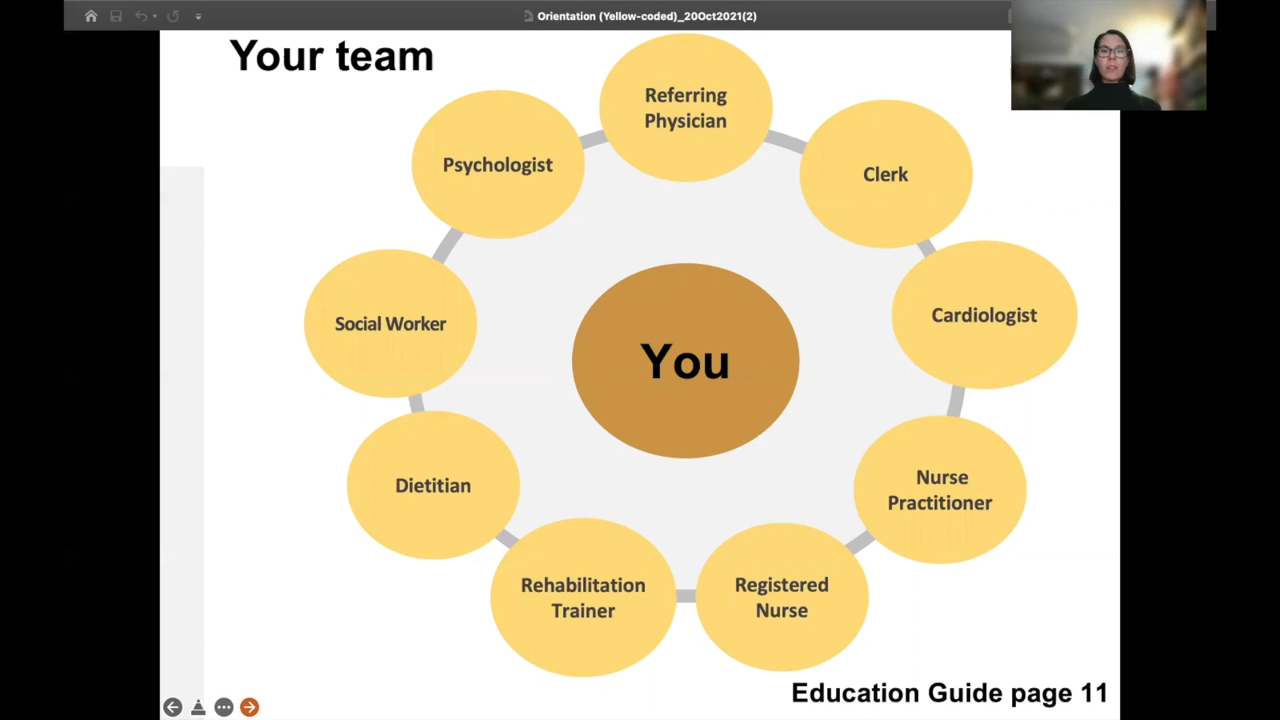 Orientation (Yellow-coded)_20Oct2021(2)
Your team
Referring
Physician
Clerk
Cardiologist
Nurse
Practitioner
Registered
Nurse
Rehabilitation
Trainer
Dietitian
Social Worker
Psychologist
You
Education Guide page 11